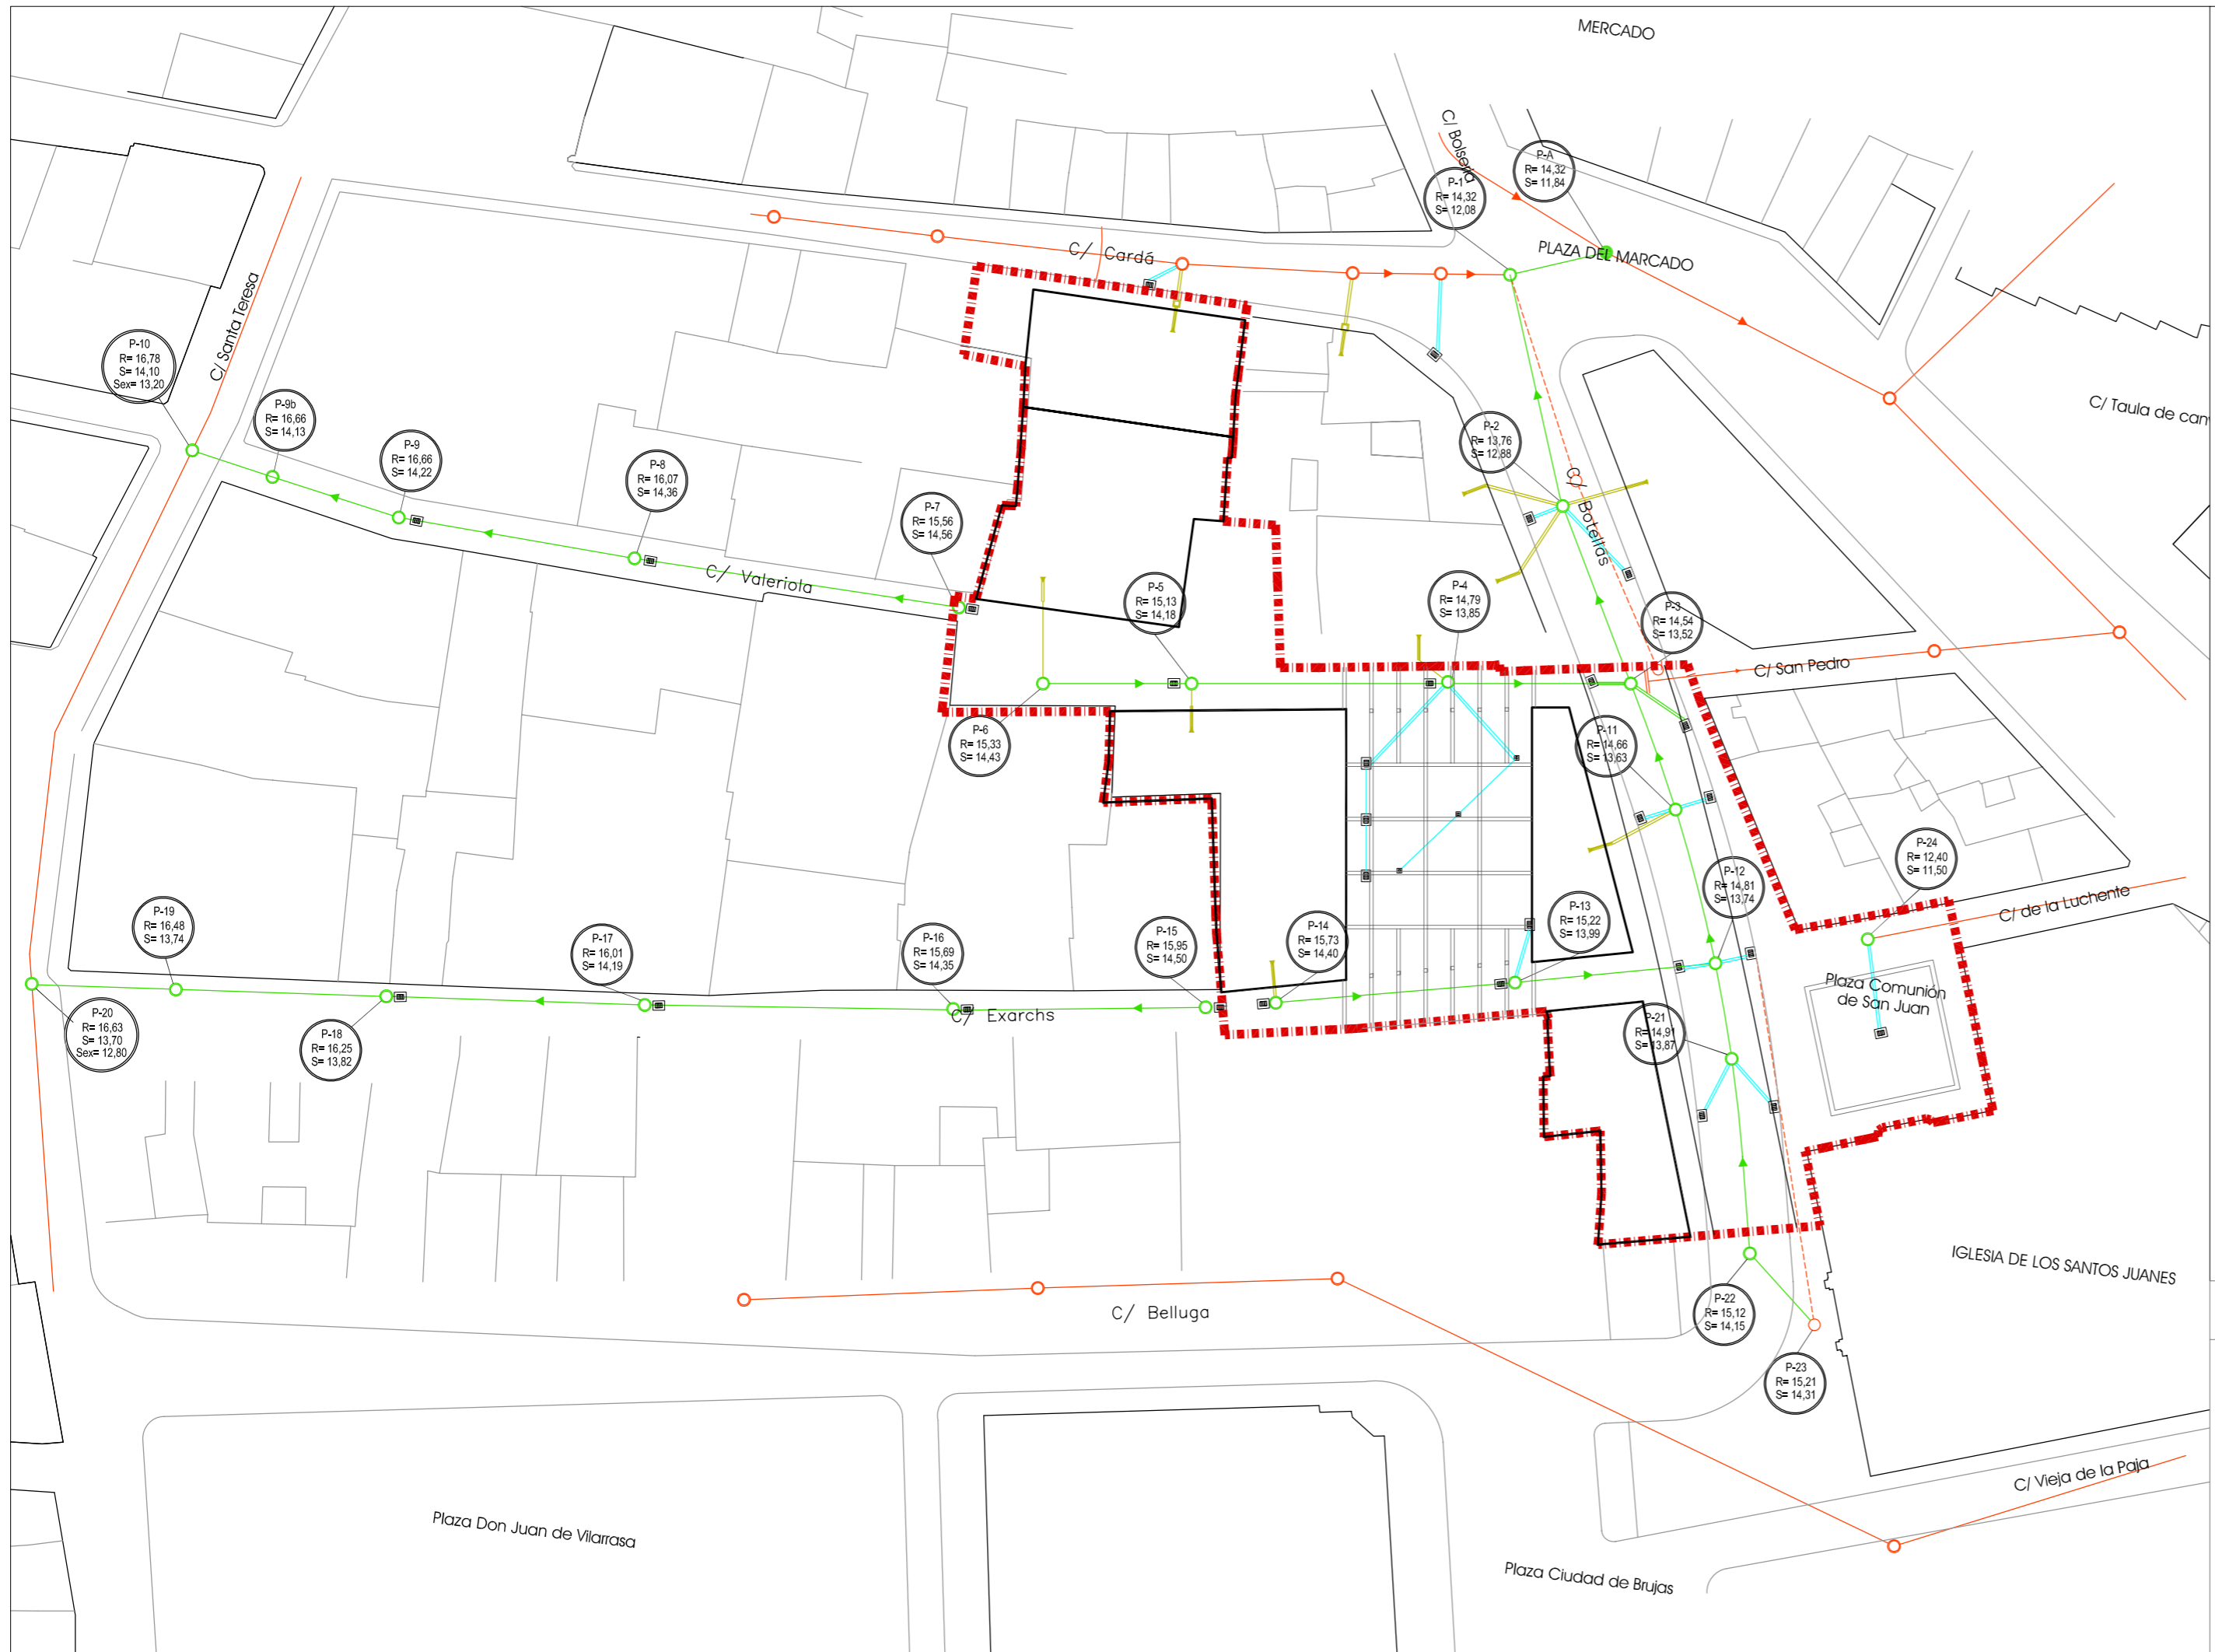 MERCADO
C/ Bolsería
P-A
R= 14,32
S= 11,84
P-1
R= 14,32
S= 12,08
PLAZA DEL MARCADO
C/ Cardá
C/ Santa Teresa
P-10
R= 16,78
S= 14,10
Sex= 13,20
P-9b
R= 16,66
S= 14,13
P-9
R= 16,66
S= 14,22
P-8
R= 16,07
S= 14,36
P-7
R= 15,56
S= 14,56
P-2
R= 13,76
S= 12,88
C/ Taula de can
C/ Botellas
C/ Valeriola
P-5
R= 15,13
S= 14,18
P-4
R= 14,79
S= 13,85
P-3
R= 14,54
S= 13,52
C/ San Pedro
P-6
R= 15,33
S= 14,43
P-11
R= 14,66
S= 13,63
P-24
R= 12,40
S= 11,50
P-12
R= 14,81
S= 13,74
C/ de la Luchente
P-19
R= 16,48
S= 13,74
P-17
R= 16,01
S= 14,19
P-16
R= 15,69
S= 14,35
P-15
R= 15,95
S= 14,50
P-14
R= 15,73
S= 14,40
P-13
R= 15,22
S= 13,99
Plaza Comunión
de San Juan
C/ Exarchs
P-20
R= 16,63
S= 13,70
Sex= 12,80
P-18
R= 16,25
S= 13,82
P-21
R= 14,91
S= 13,87
IGLESIA DE LOS SANTOS JUANES
C/ Belluga
P-22
R= 15,12
S= 14,15
P-23
R= 15,21
S= 14,31
C/ Vieja de la Paja
Plaza Don Juan de Vilarrasa
Plaza Ciudad de Brujas